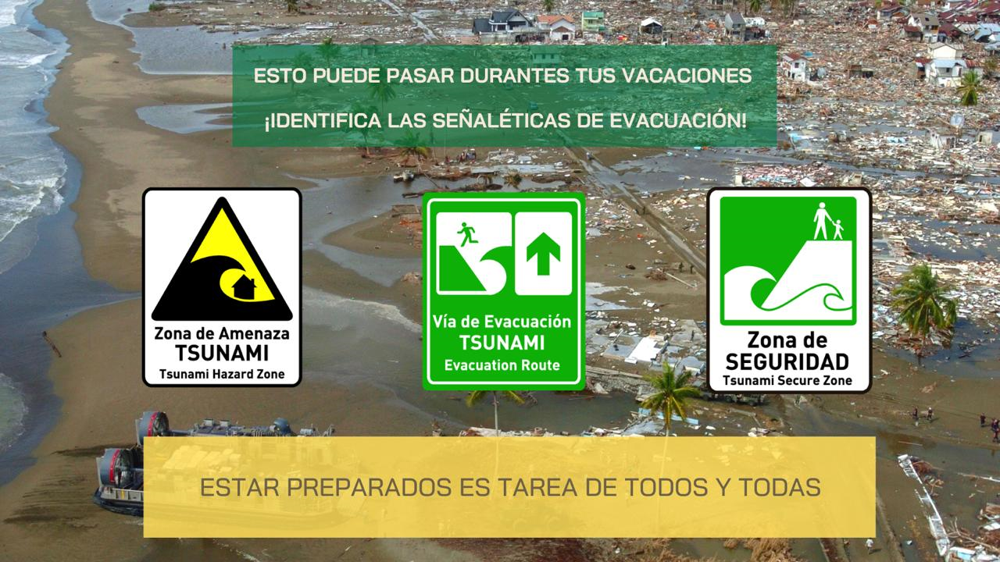 ESTO PUEDE PASAR DURANTES TUS VACACIONES
¡IDENTIFICA LAS SEÑALÉTICAS DE EVACUACIÓN!
Zona de Amenaza
TSUNAMI
Tsunami Hazard Zone
Vía de Evacuación
TSUNAMI
Evacuation Route
Zona de
SEGURIDAD
Tsunami Secure Zone
ESTAR PREPARADOS ES TAREA DE TODOS Y TODAS